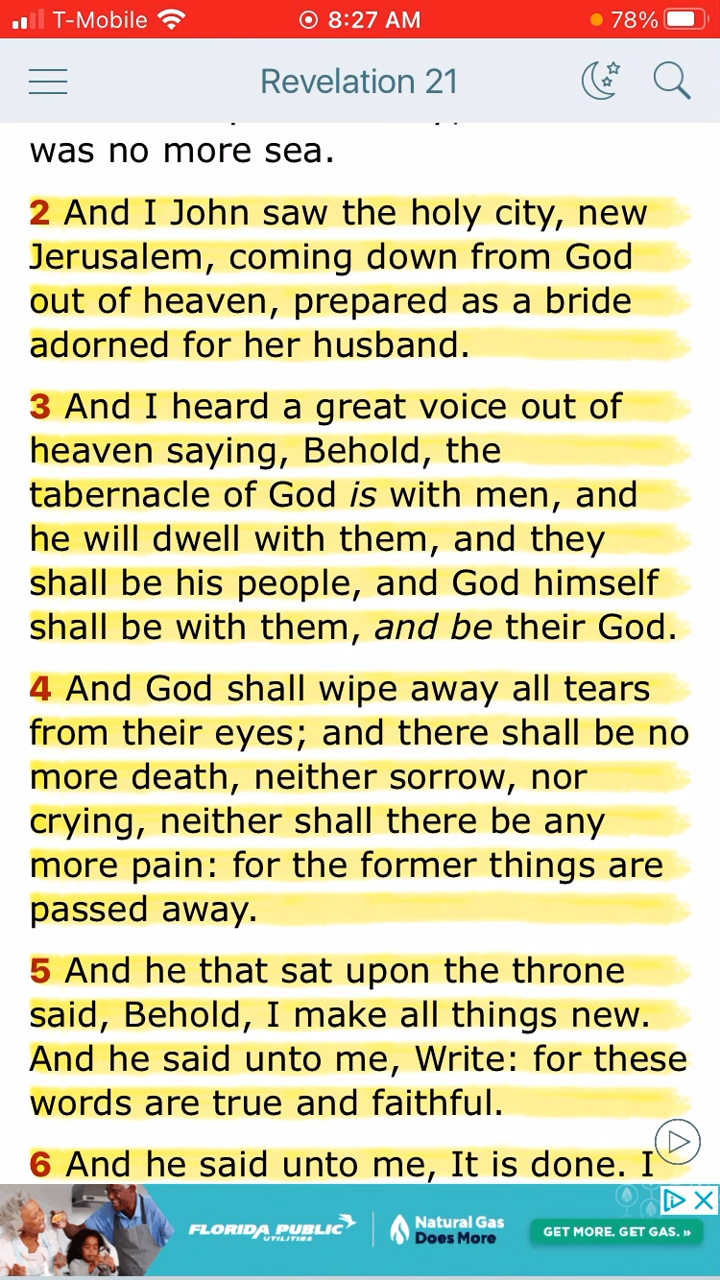 T-Mobile 8:27 AM 78%
Revelation 21
was no more sea.
2 And I John saw the holy city, new
Jerusalem, coming down from God
out of heaven, prepared as a bride
adorned for her husband.
3 And I heard a great voice out of
heaven saying, Behold, the
tabernacle of God is with men, and
he will dwell with them, and they
shall be his people, and God himself
shall be with them, and be their God.
4 And God shall wipe away all tears
from their eyes; and there shall be no
more death, neither sorrow, nor
crying, neither shall there be any
more pain: for the former things are
passed away.
5 And he that sat upon the throne
said, Behold, I make all things new.
And he said unto me, Write: for these
words are true and faithful.
6 And he said unto me, It is done. I
FLORIDA PUBLIC
UTILITIES
Natural Gas
Does More
GET MORE. GET GAS. »